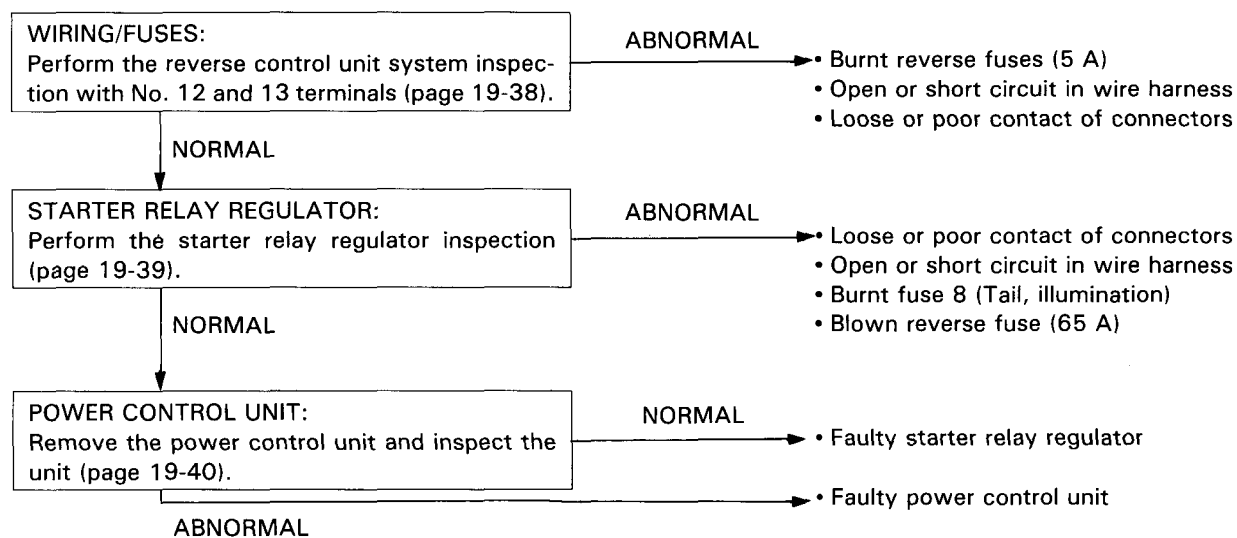 WIRING/FUSES:
Perform the reverse control unit system inspec-
tion with No. 12 and 13 terminals (page 19-38).
ABNORMAL
• Burnt reverse fuses (5 A)
• Open or short circuit in wire harness
• Loose or poor contact of connectors
NORMAL
STARTER RELAY REGULATOR:
Perform the starter relay regulator inspection
(page 19-39).
ABNORMAL
• Loose or poor contact of connectors
• Open or short circuit in wire harness
• Burnt fuse 8 (Tail, illumination)
• Blown reverse fuse (65 A)
NORMAL
POWER CONTROL UNIT:
Remove the power control unit and inspect the
unit (page 19-40).
NORMAL
• Faulty starter relay regulator
• Faulty power control unit
ABNORMAL